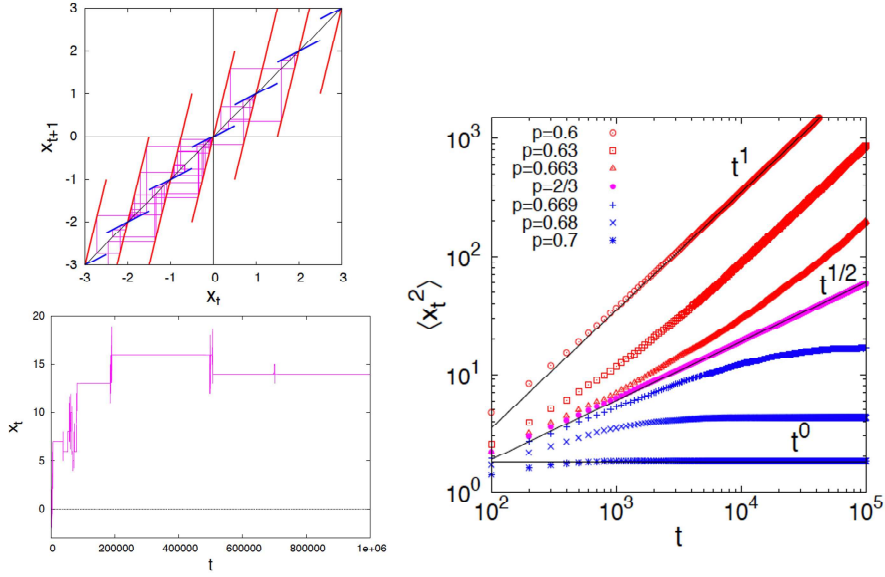 3
2
1
0
-1
-2
-3
x_{t+1}
-3 -2 -1 0 1 2 3
x_t
20
15
10
5
0
x_t
0 200000 400000 600000 800000 1e+06
t
p=0.6
p=0.63
p=0.663
p=2/3
p=0.669
p=0.68
p=0.7
t^1
t^{1/2}
t^0
10^3
10^2
10^1
10^0
⟨x_t^2⟩
10^2 10^3 10^4 10^5
t